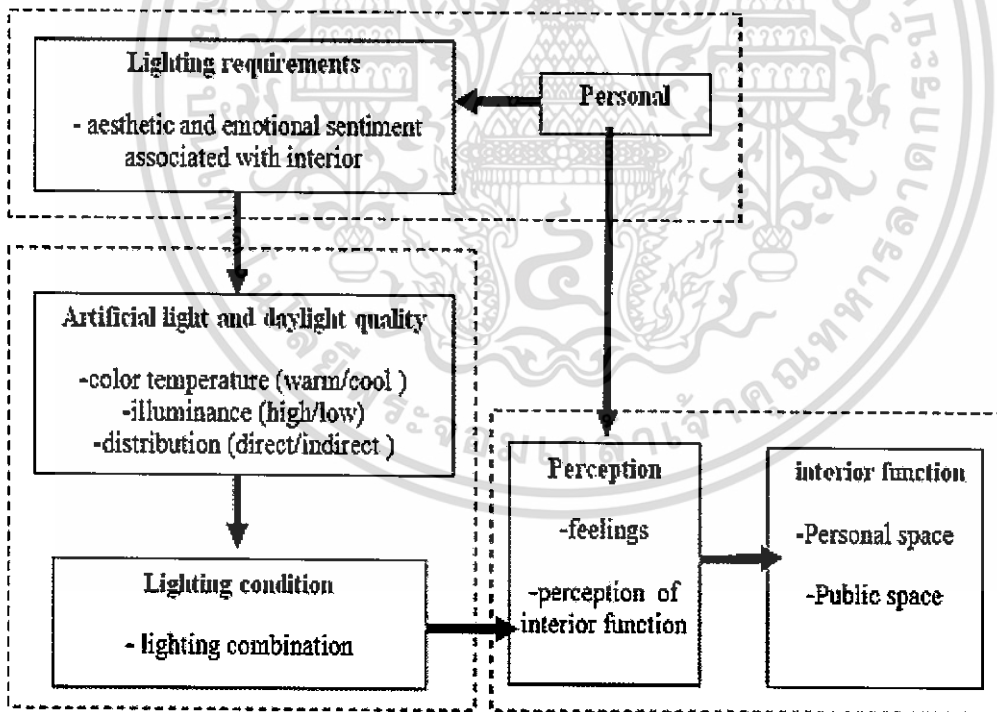 Lighting requirements
- aesthetic and emotional sentiment
associated with interior
Personal
Artificial light and daylight quality
-color temperature (warm/cool )
-illuminance (high/low)
-distribution (direct/indirect )
Lighting condition
- lighting combination
Perception
-feelings
-perception of
interior function
interior function
-Personal space
-Public space